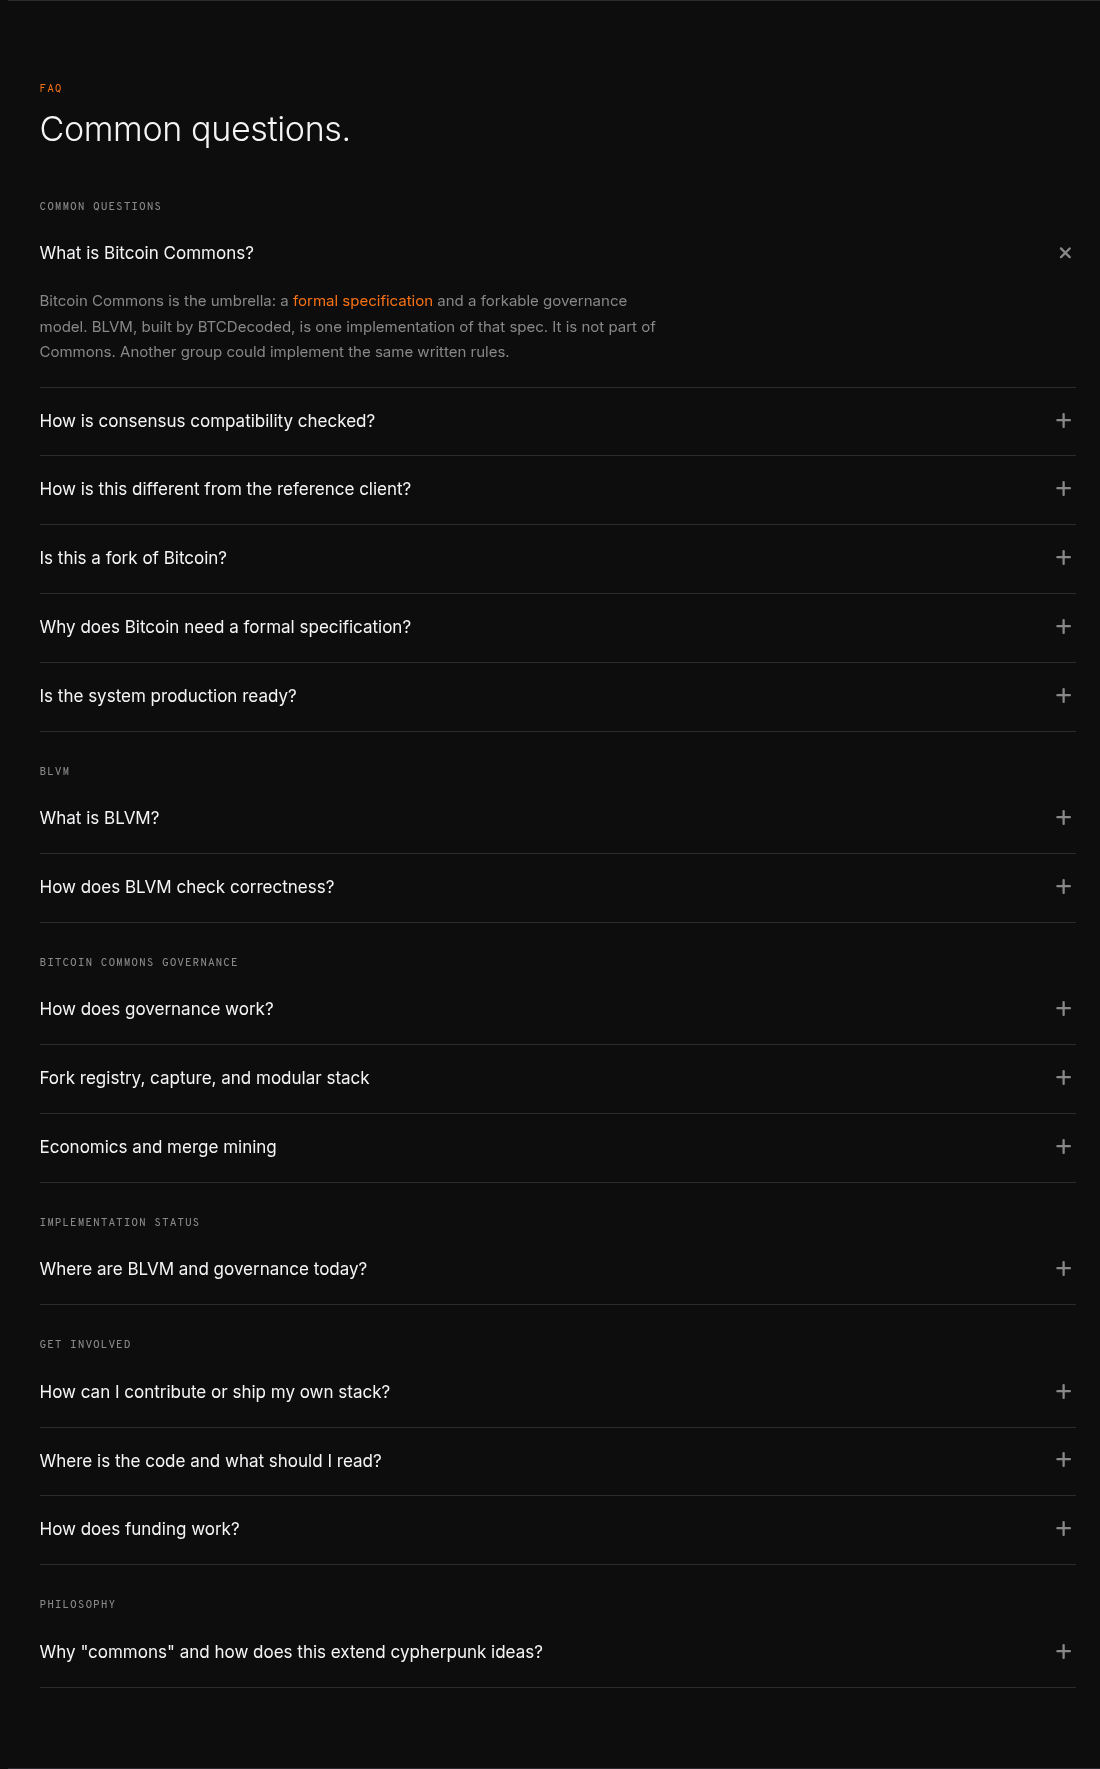 FAQ
Common questions.
COMMON QUESTIONS
What is Bitcoin Commons?
Bitcoin Commons is the umbrella: a formal specification and a forkable governance
model. BLVM, built by BTCDecoded, is one implementation of that spec. It is not part of
Commons. Another group could implement the same written rules.
How is consensus compatibility checked?
How is this different from the reference client?
Is this a fork of Bitcoin?
Why does Bitcoin need a formal specification?
Is the system production ready?
BLVM
What is BLVM?
How does BLVM check correctness?
BITCOIN COMMONS GOVERNANCE
How does governance work?
Fork registry, capture, and modular stack
Economics and merge mining
IMPLEMENTATION STATUS
Where are BLVM and governance today?
GET INVOLVED
How can I contribute or ship my own stack?
Where is the code and what should I read?
How does funding work?
PHILOSOPHY
Why "commons" and how does this extend cypherpunk ideas?